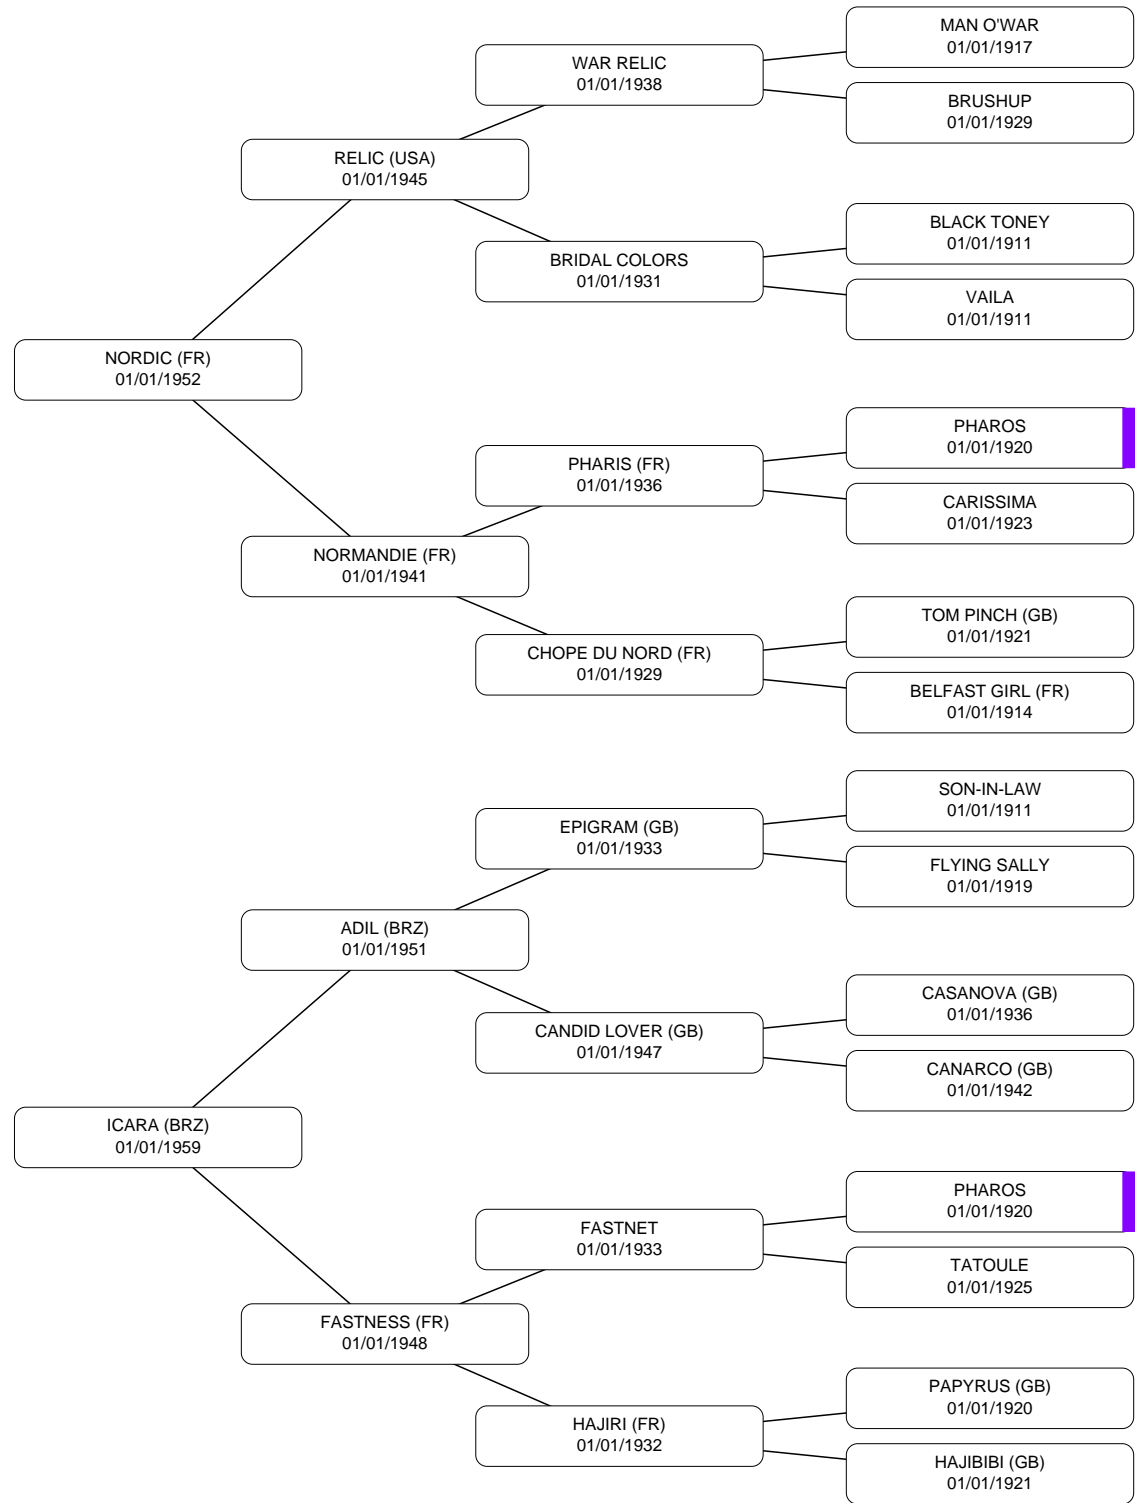 MAN O'WAR
01/01/1917
WAR RELIC
01/01/1938
BRUSHUP
01/01/1929
RELIC (USA)
01/01/1945
BLACK TONEY
01/01/1911
BRIDAL COLORS
01/01/1931
VAILA
01/01/1911
NORDIC (FR)
01/01/1952
PHAROS
01/01/1920
PHARIS (FR)
01/01/1936
CARISSIMA
01/01/1923
NORMANDIE (FR)
01/01/1941
TOM PINCH (GB)
01/01/1921
CHOPE DU NORD (FR)
01/01/1929
BELFAST GIRL (FR)
01/01/1914
SON-IN-LAW
01/01/1911
EPIGRAM (GB)
01/01/1933
FLYING SALLY
01/01/1919
ADIL (BRZ)
01/01/1951
CASANOVA (GB)
01/01/1936
CANDID LOVER (GB)
01/01/1947
CANARCO (GB)
01/01/1942
ICARA (BRZ)
01/01/1959
PHAROS
01/01/1920
FASTNET
01/01/1933
TATOULE
01/01/1925
FASTNESS (FR)
01/01/1948
PAPYRUS (GB)
01/01/1920
HAJIRI (FR)
01/01/1932
HAJIBIBI (GB)
01/01/1921